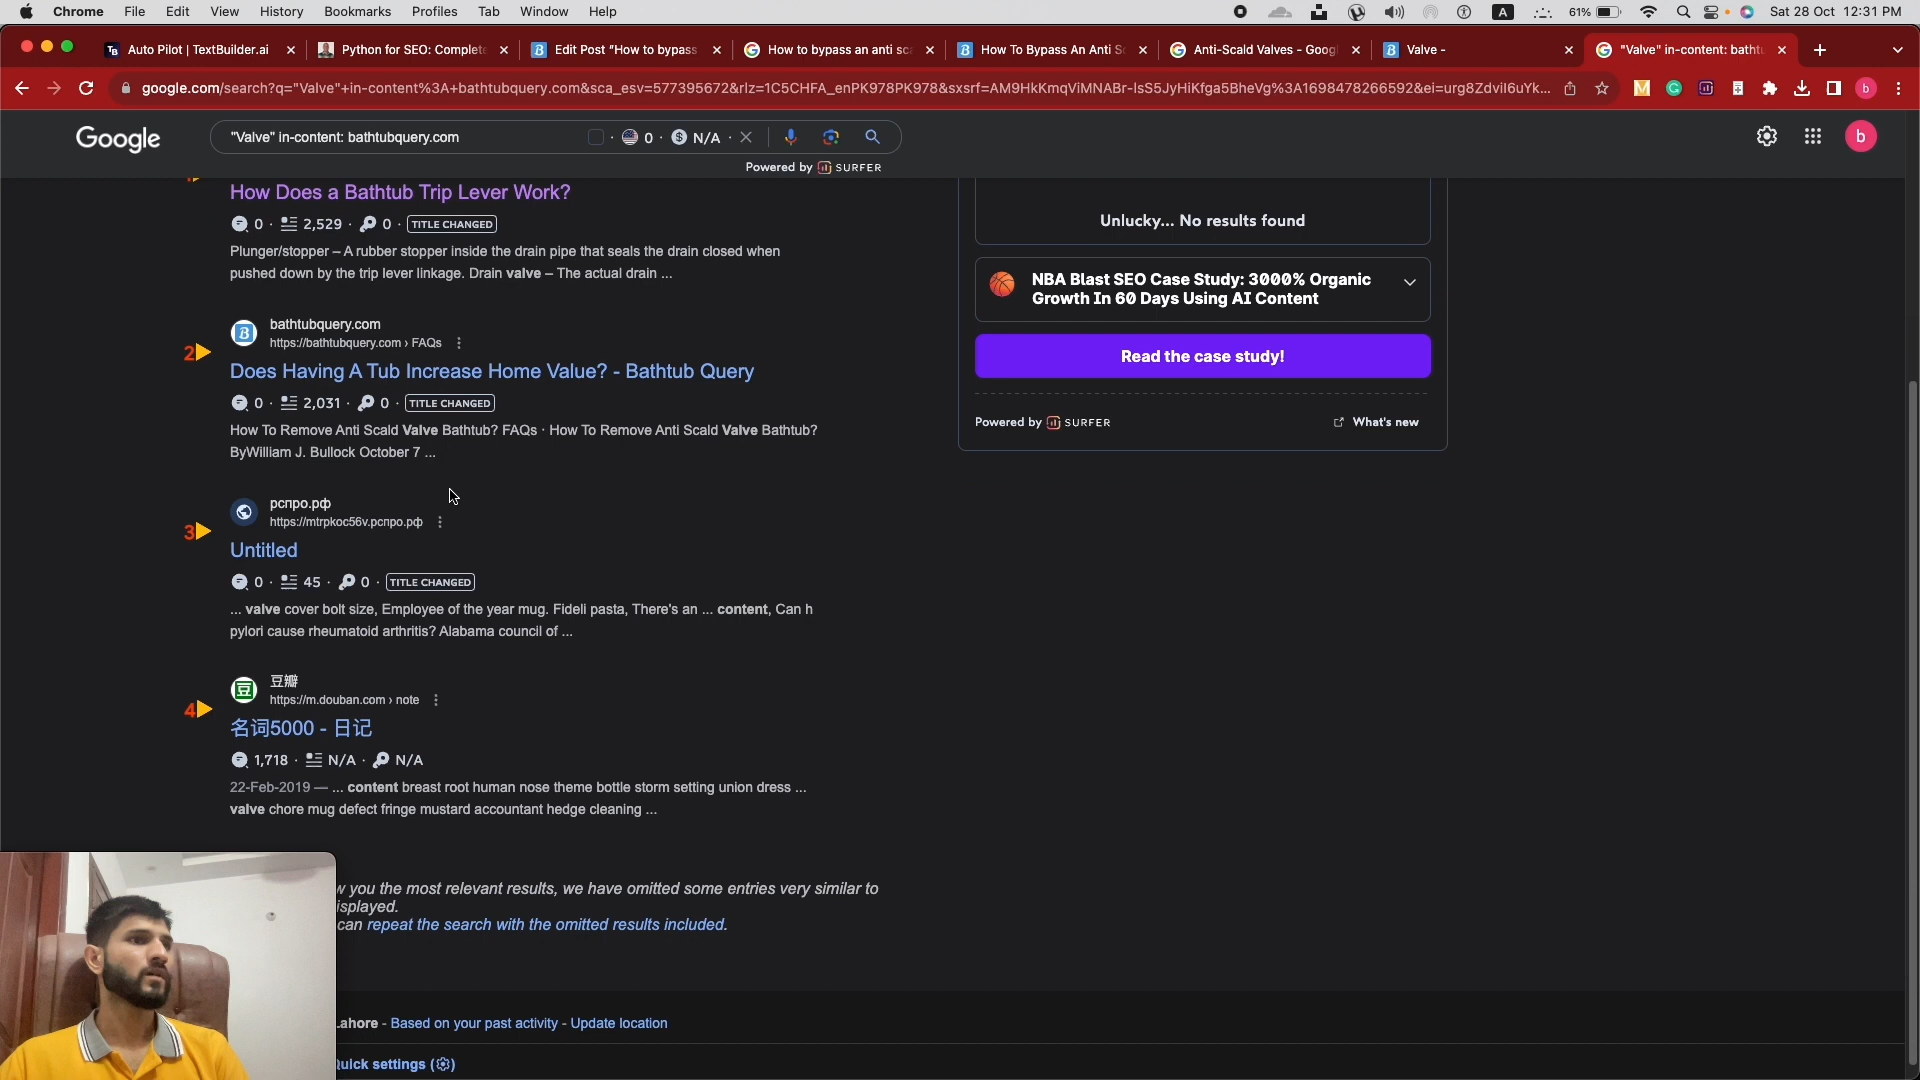 Chrome File Edit View History Bookmarks Profiles Tab Window Help A 61% Sat 28 Oct 12:31 PM
Auto Pilot | TextBuilder.ai Python for SEO: Complete Edit Post "How to bypass How to bypass an anti sca How To Bypass An Anti S Anti-Scald Valves - Goog Valve - "Valve" in-content: batht
google.com/search?q="Valve"+in-content%3A+bathtubquery.com&sca_esv=577395672&rlz=1C5CHFA_enPK978PK978&sxsrf=AM9HkKmqViMNABr-IsS5JyHiKfga5BheVg%3A1698478266592&ei=urg8ZdviI6uYk... b
Google "Valve" in-content: bathtubquery.com 0 · N/A · b
Powered by SURFER
How Does a Bathtub Trip Lever Work?
0 · 2,529 · 0 · TITLE CHANGED
Plunger/stopper – A rubber stopper inside the drain pipe that seals the drain closed when
pushed down by the trip lever linkage. Drain valve – The actual drain ...
bathtubquery.com
https://bathtubquery.com › FAQs
2
Does Having A Tub Increase Home Value? - Bathtub Query
0 · 2,031 · 0 · TITLE CHANGED
How To Remove Anti Scald Valve Bathtub? FAQs · How To Remove Anti Scald Valve Bathtub?
ByWilliam J. Bullock October 7 ...
рспро.рф
https://mtrpkoc56v.рспро.рф
3
Untitled
0 · 45 · 0 · TITLE CHANGED
... valve cover bolt size, Employee of the year mug. Fideli pasta, There's an ... content, Can h
pylori cause rheumatoid arthritis? Alabama council of ...
豆瓣
https://m.douban.com › note
4
名词5000 - 日记
1,718 · N/A · N/A
22-Feb-2019 — ... content breast root human nose theme bottle storm setting union dress ...
valve chore mug defect fringe mustard accountant hedge cleaning ...
w you the most relevant results, we have omitted some entries very similar to
isplayed.
can repeat the search with the omitted results included.
Lahore - Based on your past activity - Update location
Quick settings
Unlucky... No results found
NBA Blast SEO Case Study: 3000% Organic
Growth In 60 Days Using AI Content
Read the case study!
Powered by SURFER What's new